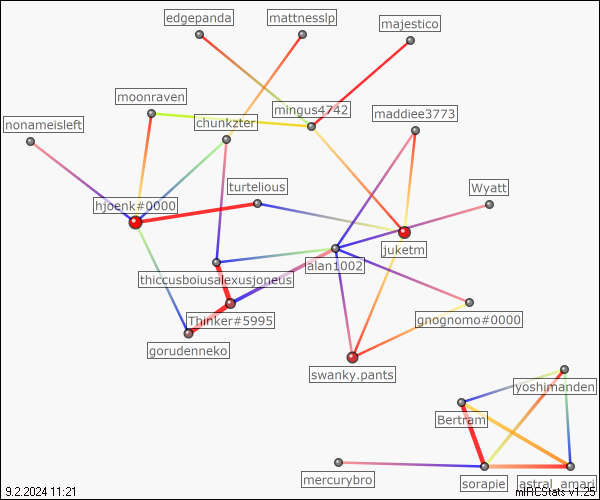 edgepanda
mattnesslp
majestico
moonraven
mingus4742
maddiee3773
chunkzter
nonameisleft
turtelious
Wyatt
hjoenk#0000
juketm
alan1002
thiccusboiusalexusjoneus
Thinker#5995
gnognomo#0000
gorudenneko
swanky.pants
yoshimanden
Bertram
mercurybro
sorapie
astral_amari
9.2.2024 11:21
mIRCStats v1.25